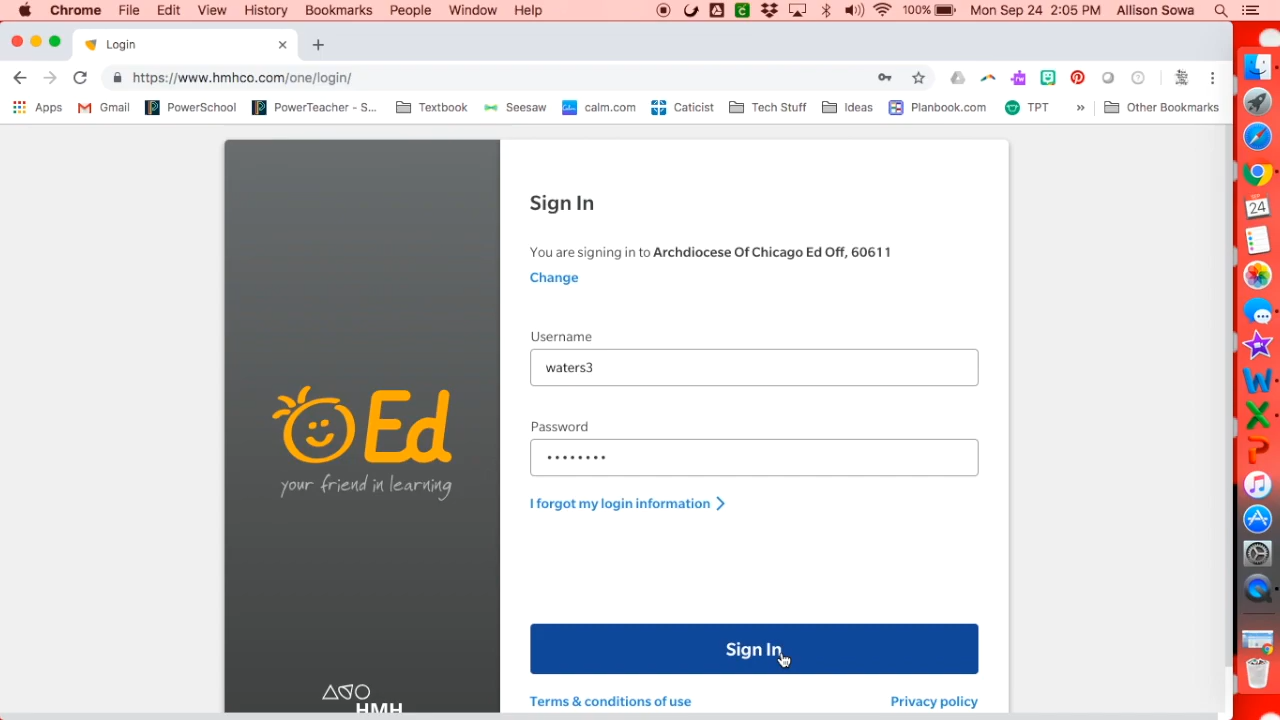 Chrome File Edit View History Bookmarks People Window Help 100% Mon Sep 24 2:05 PM Allison Sowa
Login
https://www.hmhco.com/one/login/
Apps Gmail PowerSchool PowerTeacher - S... Textbook Seesaw calm.com Caticist Tech Stuff Ideas Planbook.com TPT » Other Bookmarks
Sign In
You are signing in to Archdiocese Of Chicago Ed Off, 60611
Change
Username
waters3
Password
••••••••
I forgot my login information
Sign In
Terms & conditions of use
Privacy policy
Ed
your friend in learning
HMH
24